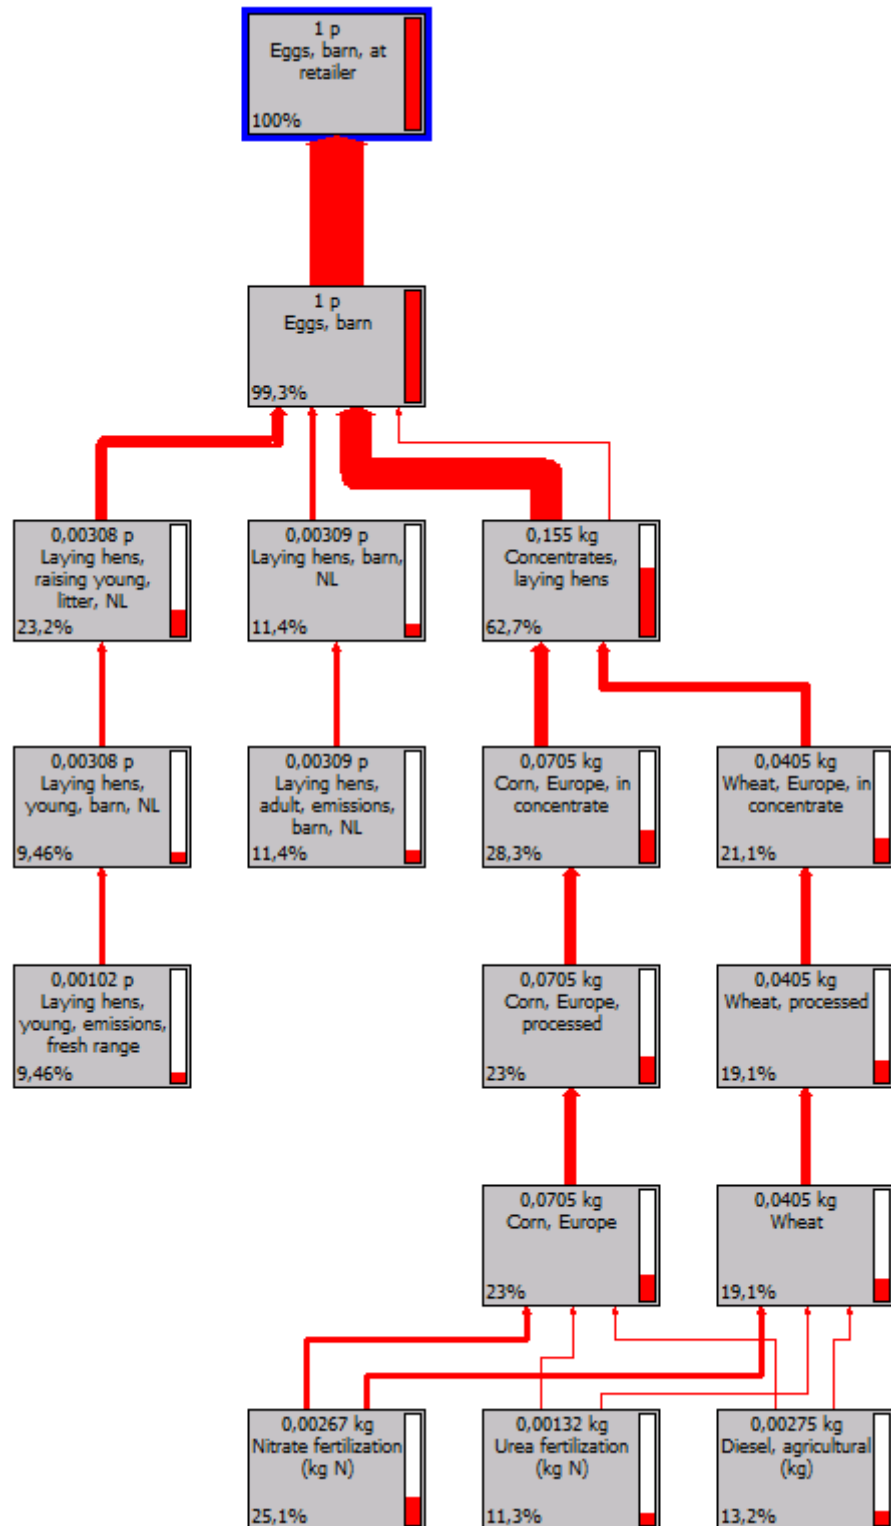 1 p
Eggs, barn, at
retailer
100%
1 p
Eggs, barn
99,3%
0,00308 p
Laying hens,
raising young,
litter, NL
23,2%
0,00309 p
Laying hens, barn,
NL
11,4%
0,155 kg
Concentrates,
laying hens
62,7%
0,00308 p
Laying hens,
young, barn, NL
9,46%
0,00309 p
Laying hens,
adult, emissions,
barn, NL
11,4%
0,0705 kg
Corn, Europe, in
concentrate
28,3%
0,0405 kg
Wheat, Europe, in
concentrate
21,1%
0,00102 p
Laying hens,
young, emissions,
fresh range
9,46%
0,0705 kg
Corn, Europe,
processed
23%
0,0405 kg
Wheat, processed
19,1%
0,0705 kg
Corn, Europe
23%
0,0405 kg
Wheat
19,1%
0,00267 kg
Nitrate fertilization
(kg N)
25,1%
0,00132 kg
Urea fertilization
(kg N)
11,3%
0,00275 kg
Diesel, agricultural
(kg)
13,2%